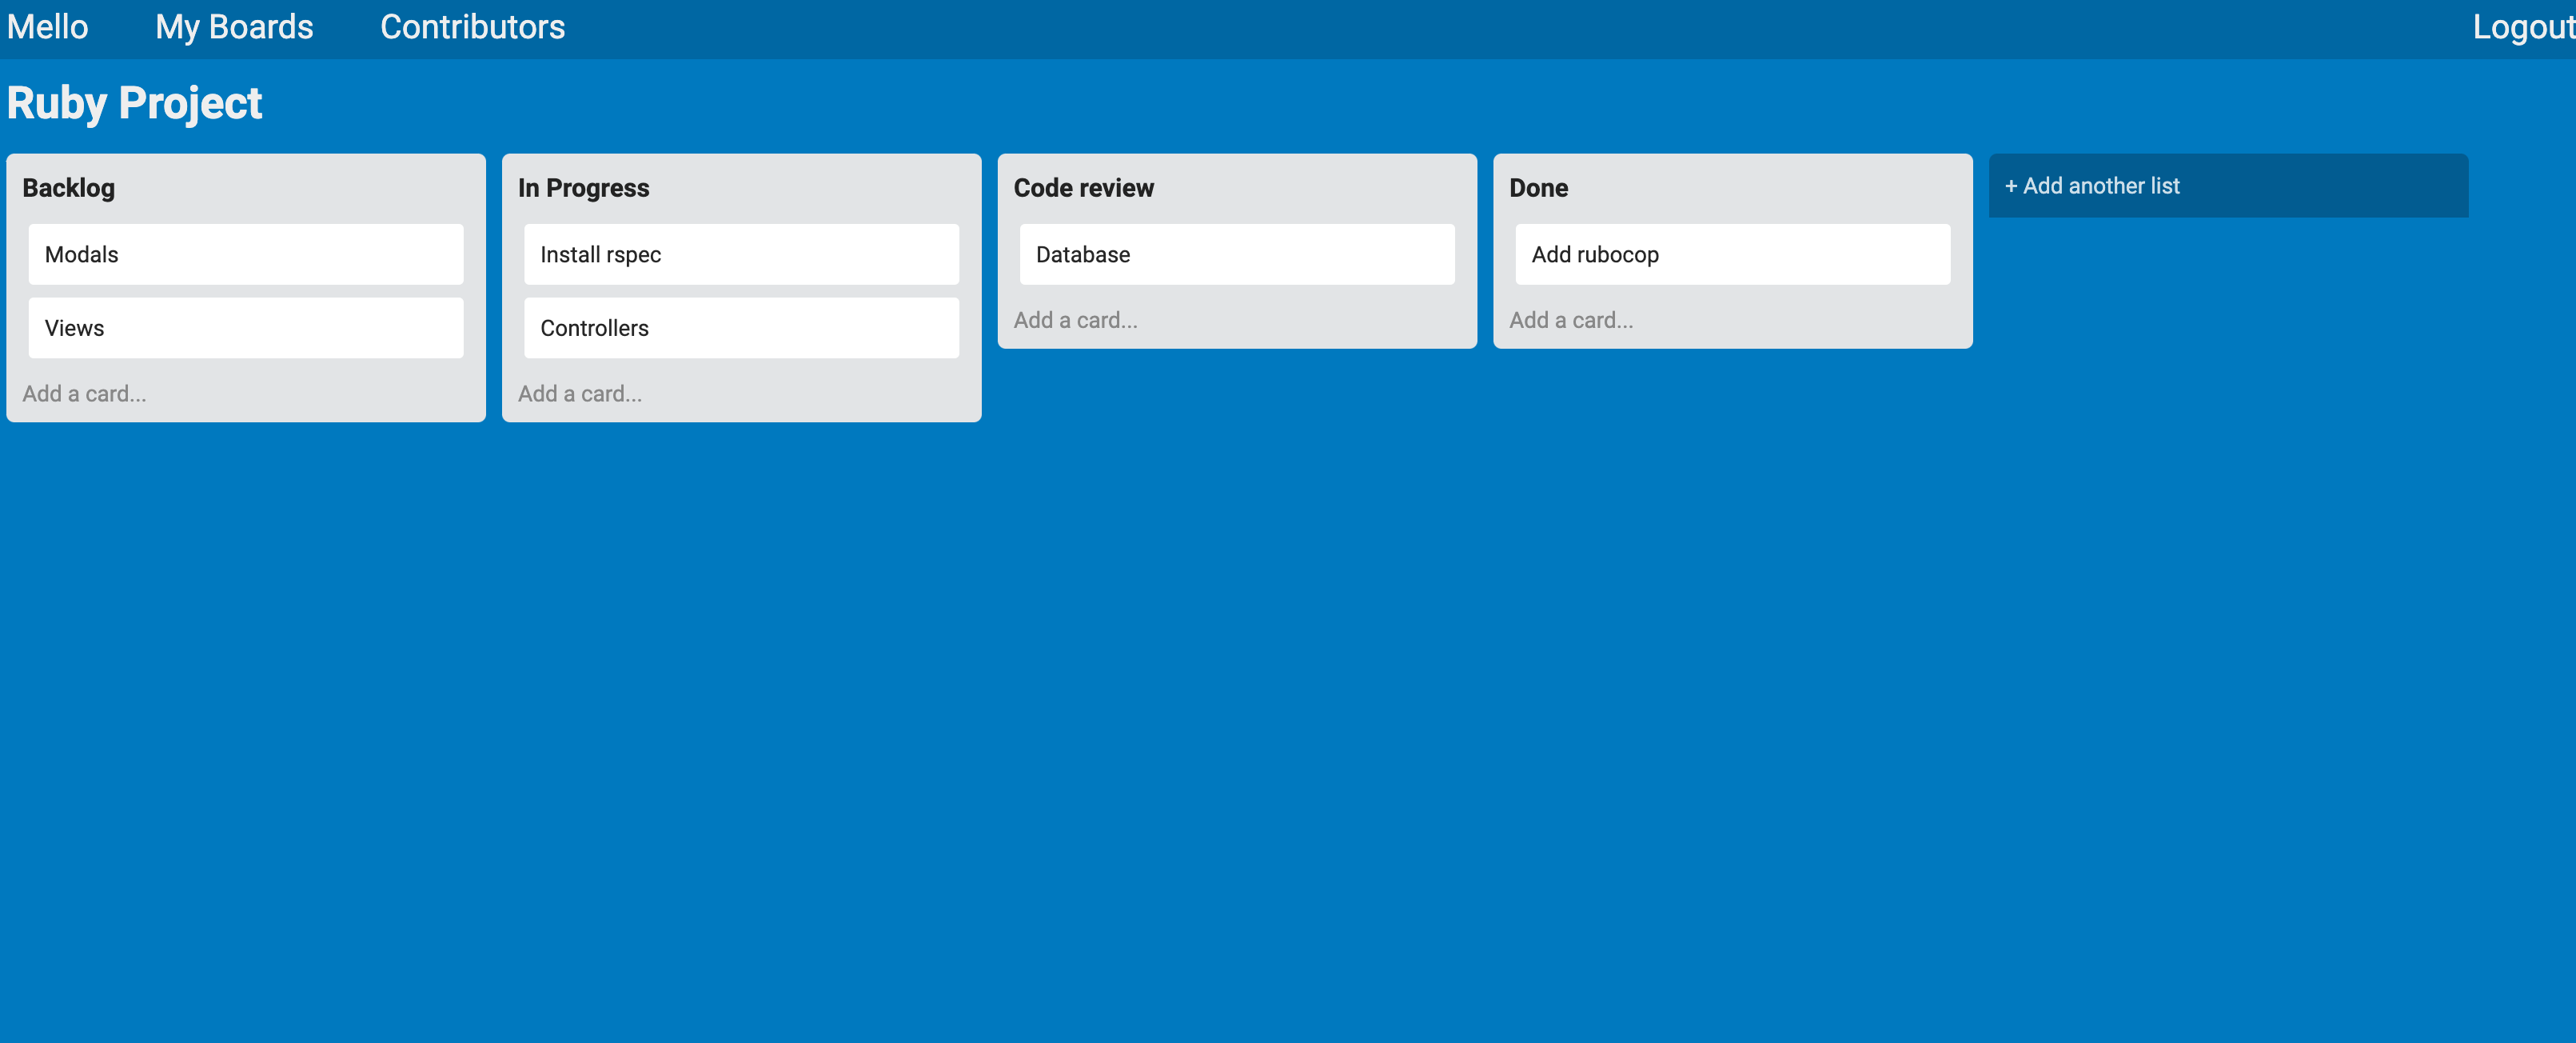 Mello My Boards Contributors Logout
Ruby Project
Backlog
Modals
Views
Add a card...
In Progress
Install rspec
Controllers
Add a card...
Code review
Database
Add a card...
Done
Add rubocop
Add a card...
+ Add another list